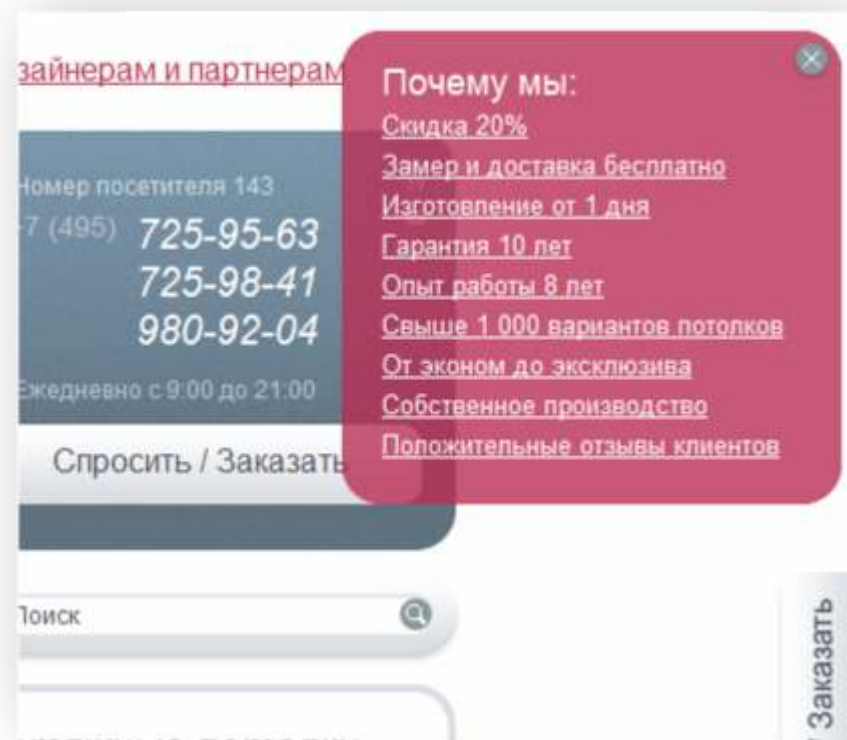 зайнерам и партнерам
Номер посетителя 143
+7 (495) 725-95-63
725-98-41
980-92-04
Ежедневно с 9:00 до 21:00
Спросить / Заказать
Поиск
Почему мы:
Скидка 20%
Замер и доставка бесплатно
Изготовление от 1 дня
Гарантия 10 лет
Опыт работы 8 лет
Свыше 1 000 вариантов потолков
От эконом до эксклюзива
Собственное производство
Положительные отзывы клиентов
/ Заказать